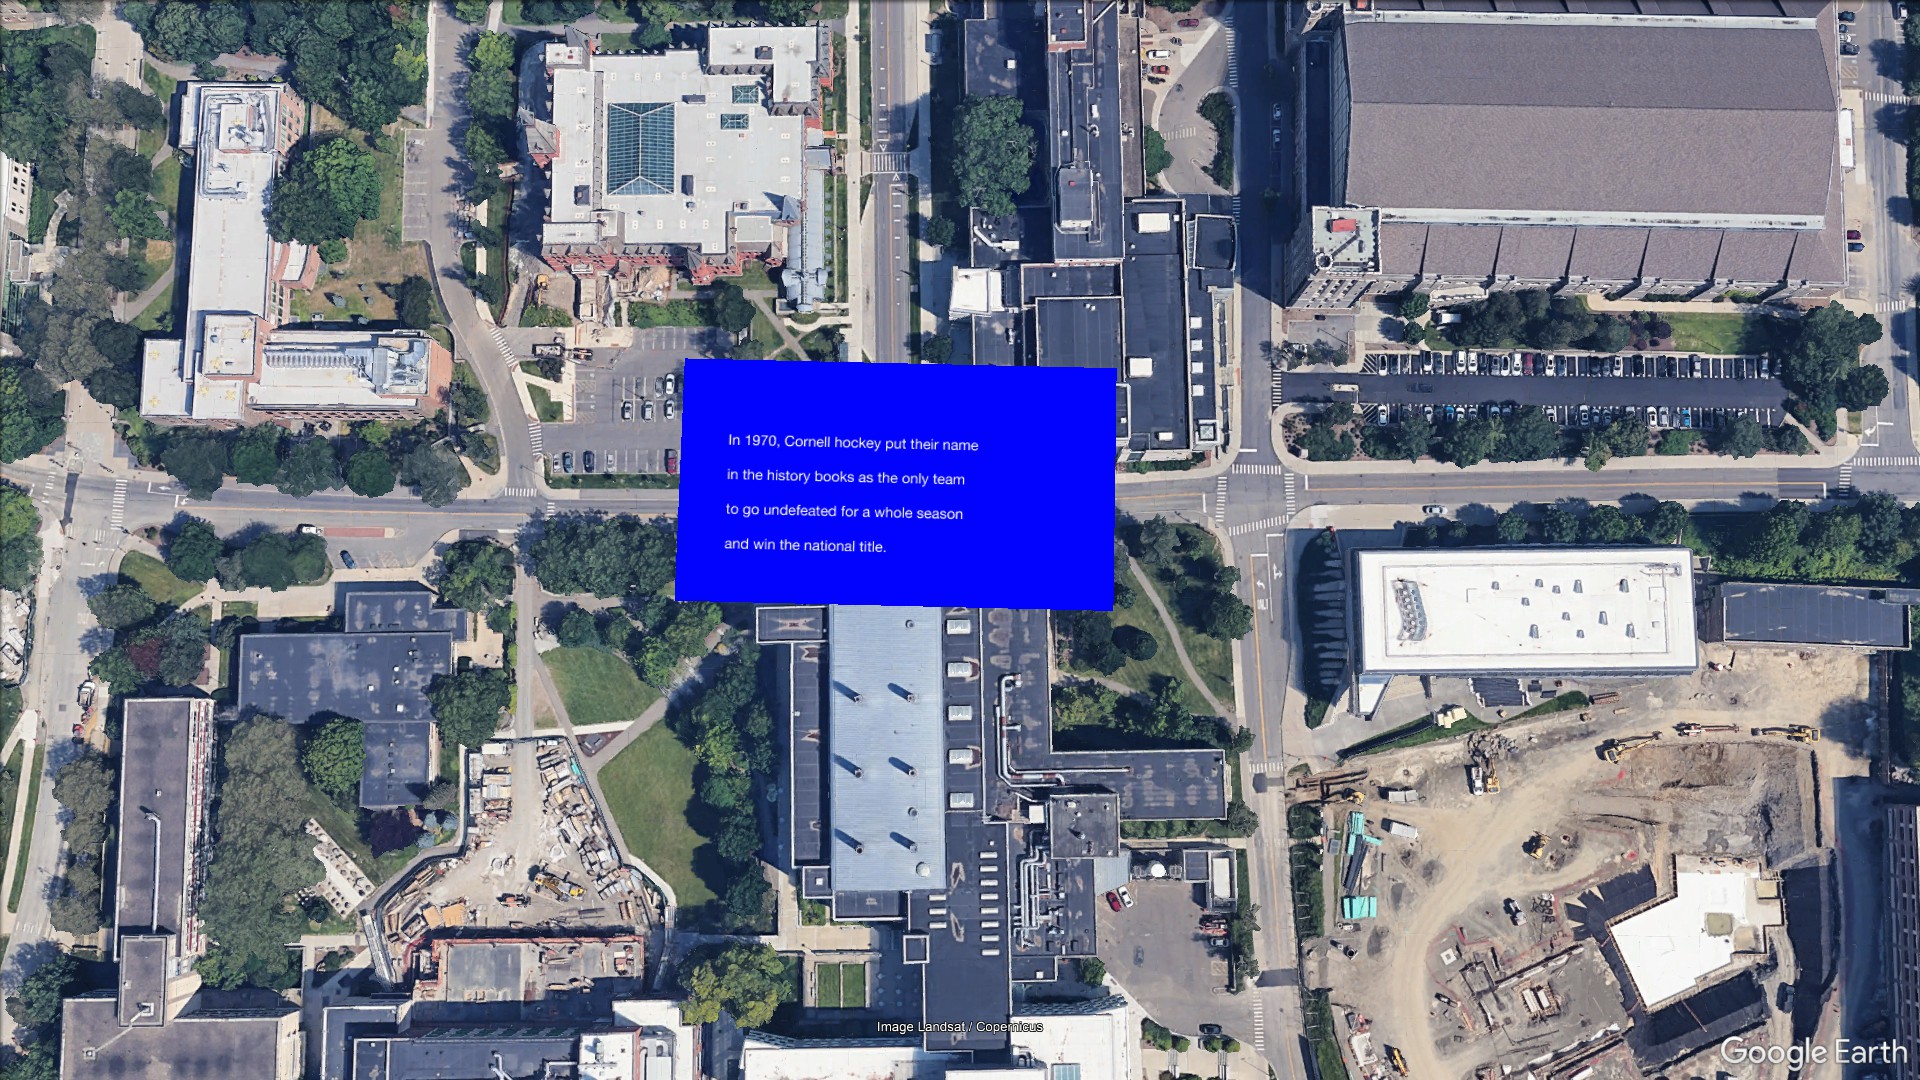 In 1970, Cornell hockey put their name
in the history books as the only team
to go undefeated for a whole season
and win the national title.
Image Landsat / Copernicus
Google Earth